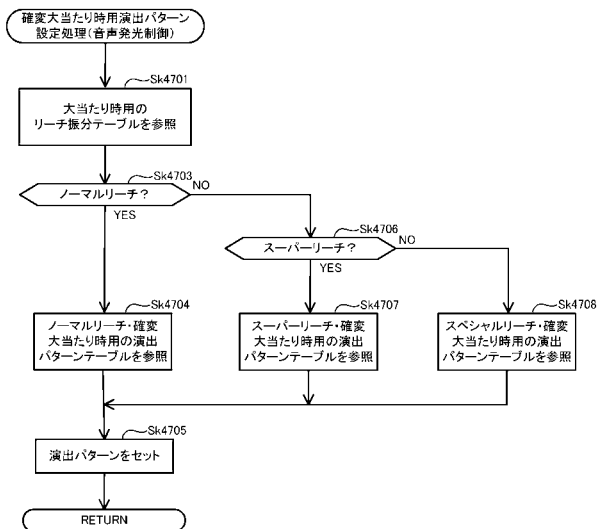 確変大当たり時用演出パターン
設定処理(音声発光制御)
Sk4701
大当たり時用の
リーチ振分テーブルを参照
Sk4703
ノーマルリーチ？
NO
YES
Sk4706
スーパーリーチ？
NO
YES
Sk4704
ノーマルリーチ・確変
大当たり時用の演出
パターンテーブルを参照
Sk4707
スーパーリーチ・確変
大当たり時用の演出
パターンテーブルを参照
Sk4708
スペシャルリーチ・確変
大当たり時用の演出
パターンテーブルを参照
Sk4705
演出パターンをセット
RETURN